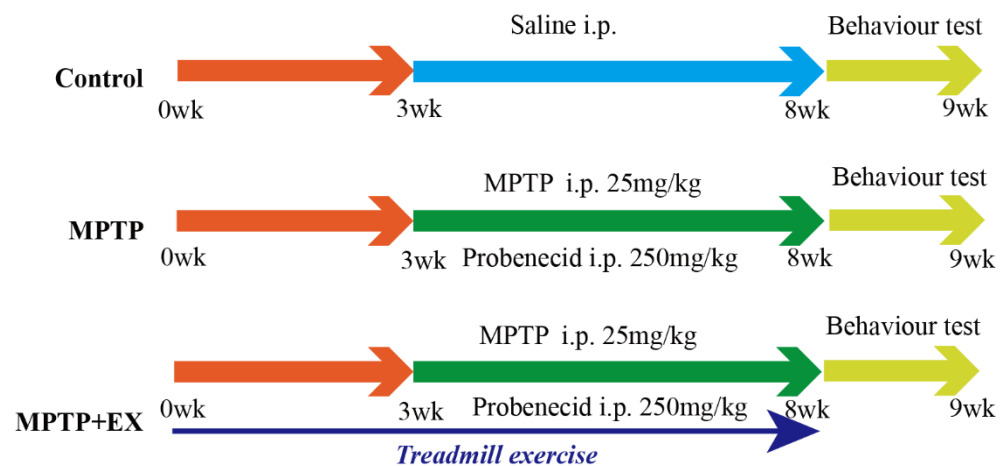 Saline i.p.
Behaviour test
Control
0wk
3wk
8wk
9wk
MPTP i.p. 25mg/kg
Behaviour test
MPTP
0wk
3wk
Probenecid i.p. 250mg/kg
8wk
9wk
MPTP i.p. 25mg/kg
Behaviour test
0wk
3wk
Probenecid i.p. 250mg/kg
8wk
9wk
MPTP+EX
Treadmill exercise